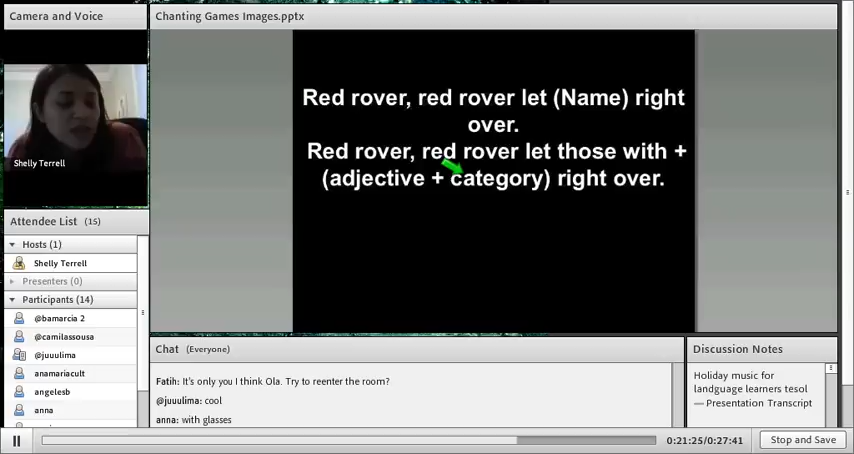 Camera and Voice
Chanting Games Images.pptx
Shelly Terrell
Red rover, red rover let (Name) right
over.
Red rover, red rover let those with +
(adjective + category) right over.
Attendee List (15)
Hosts (1)
Shelly Terrell
Presenters (0)
Participants (14)
@bamarcia 2
@camilassousa
@juuulima
anamariacult
angelesb
anna
Chat (Everyone)
Fatih: It's only you I think Ola. Try to reenter the room?
@juuulima: cool
anna: with glasses
Discussion Notes
Holiday music for
landguage learners tesol
— Presentation Transcript
0:21:25/0:27:41
Stop and Save